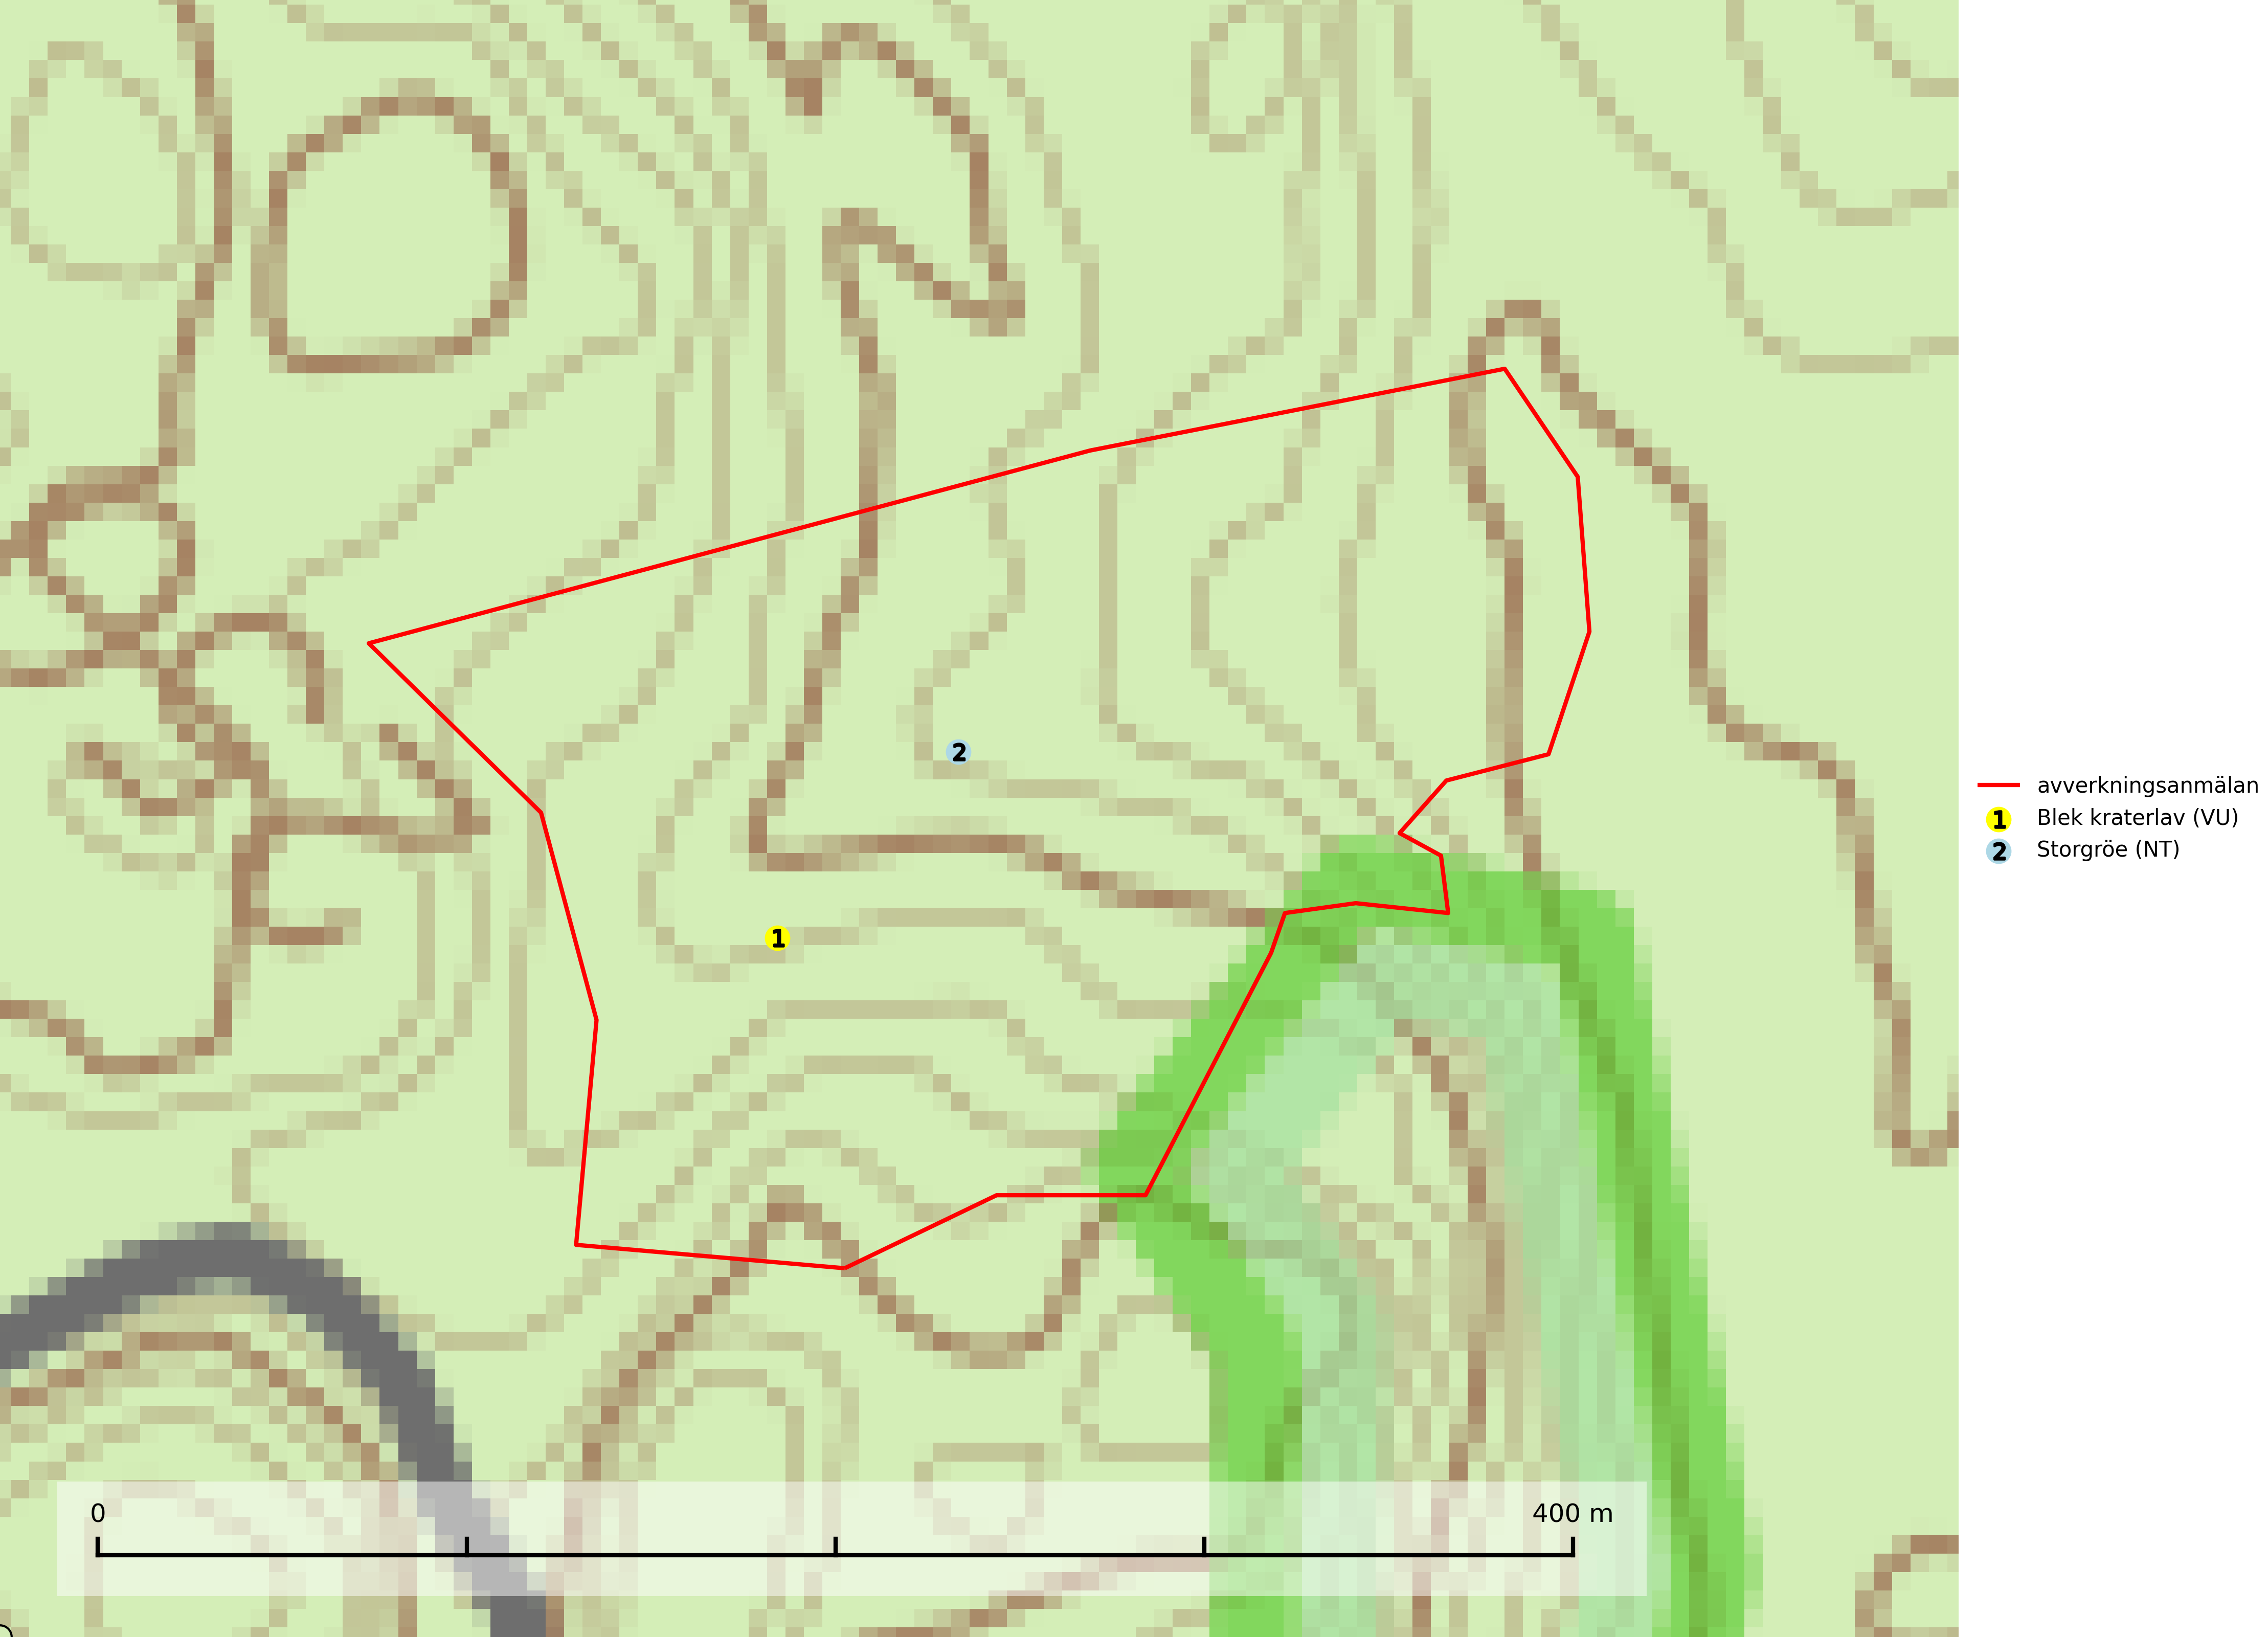 2
1
avverkningsanmälan
1 Blek kraterlav (VU)
2 Storgröe (NT)
0 400 m